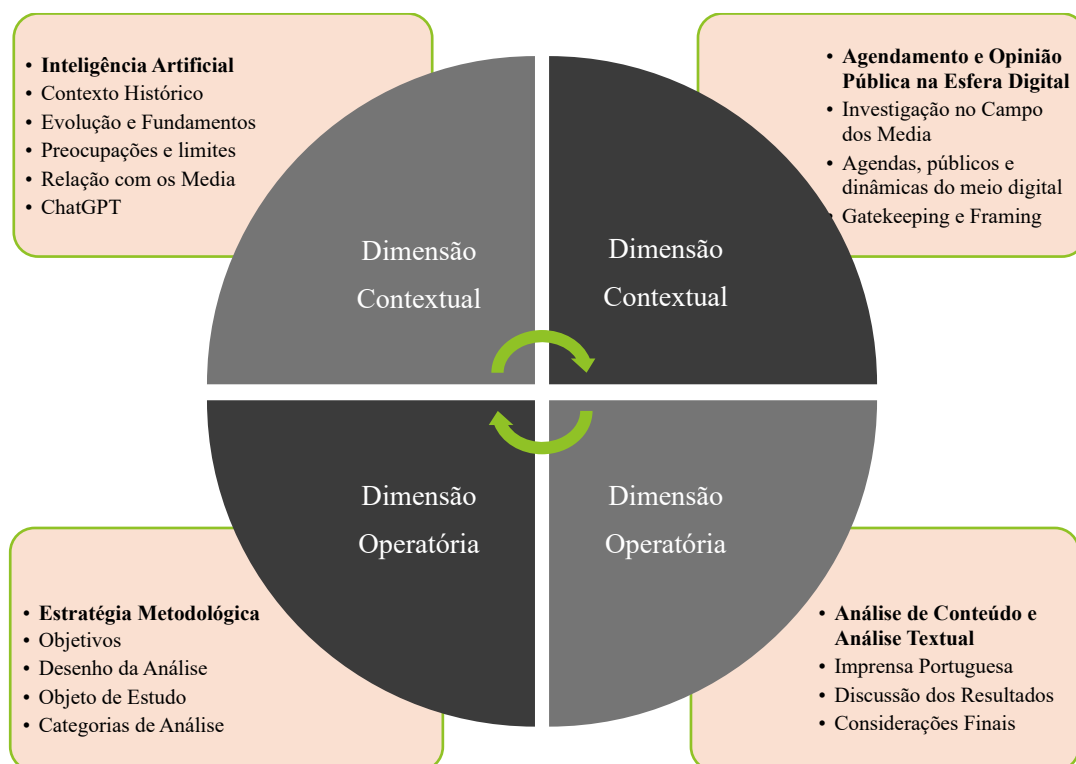 • Inteligência Artificial
• Contexto Histórico
• Evolução e Fundamentos
• Preocupações e limites
• Relação com os Media
• ChatGPT
• Agendamento e Opinião
Pública na Esfera Digital
• Investigação no Campo
dos Media
• Agendas, públicos e
dinâmicas do meio digital
• Gatekeeping e Framing
Dimensão
Contextual
Dimensão
Contextual
Dimensão
Operatória
Dimensão
Operatória
• Estratégia Metodológica
• Objetivos
• Desenho da Análise
• Objeto de Estudo
• Categorias de Análise
• Análise de Conteúdo e
Análise Textual
• Imprensa Portuguesa
• Discussão dos Resultados
• Considerações Finais